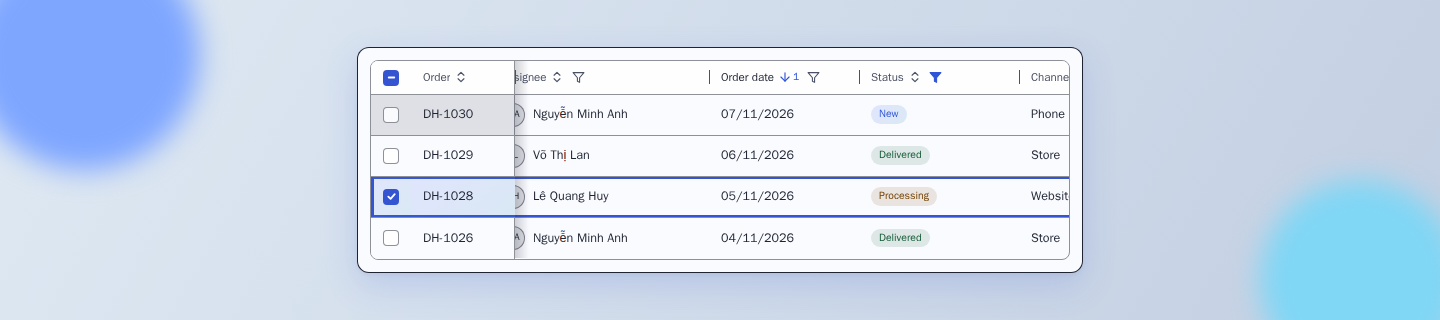 Order signee Order date 1 Status Channe
DH-1030 A Nguyễn Minh Anh 07/11/2026 New Phone
DH-1029 Võ Thị Lan 06/11/2026 Delivered Store
DH-1028 H Lê Quang Huy 05/11/2026 Processing Websit
DH-1026 A Nguyễn Minh Anh 04/11/2026 Delivered Store